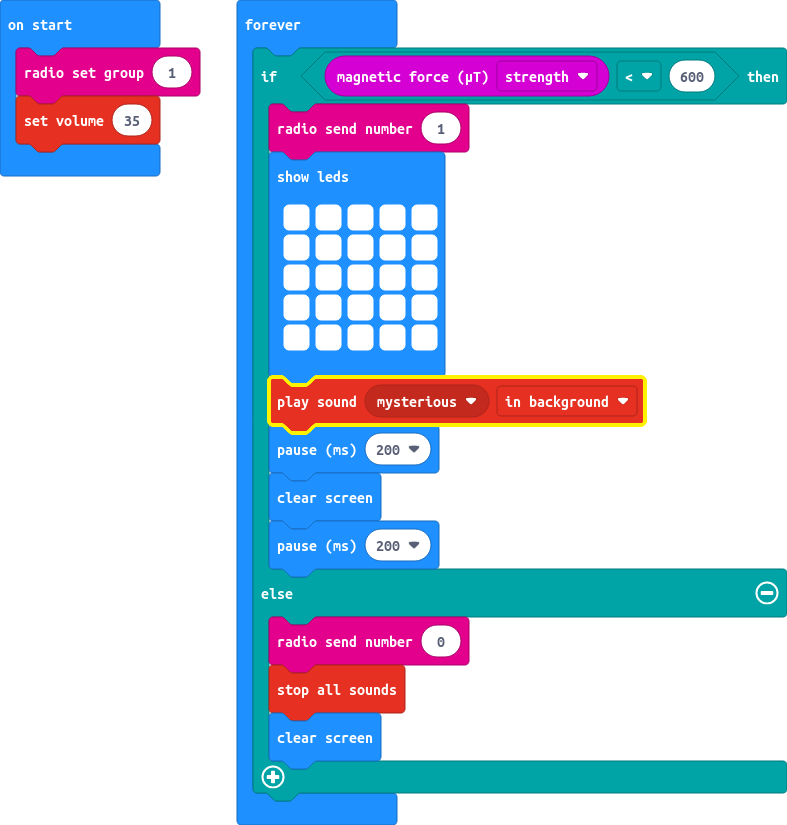 on start
radio set group 1
set volume 35
forever
if magnetic force (µT) strength < 600 then
radio send number 1
show leds
play sound mysterious in background
pause (ms) 200
clear screen
pause (ms) 200
else
radio send number 0
stop all sounds
clear screen